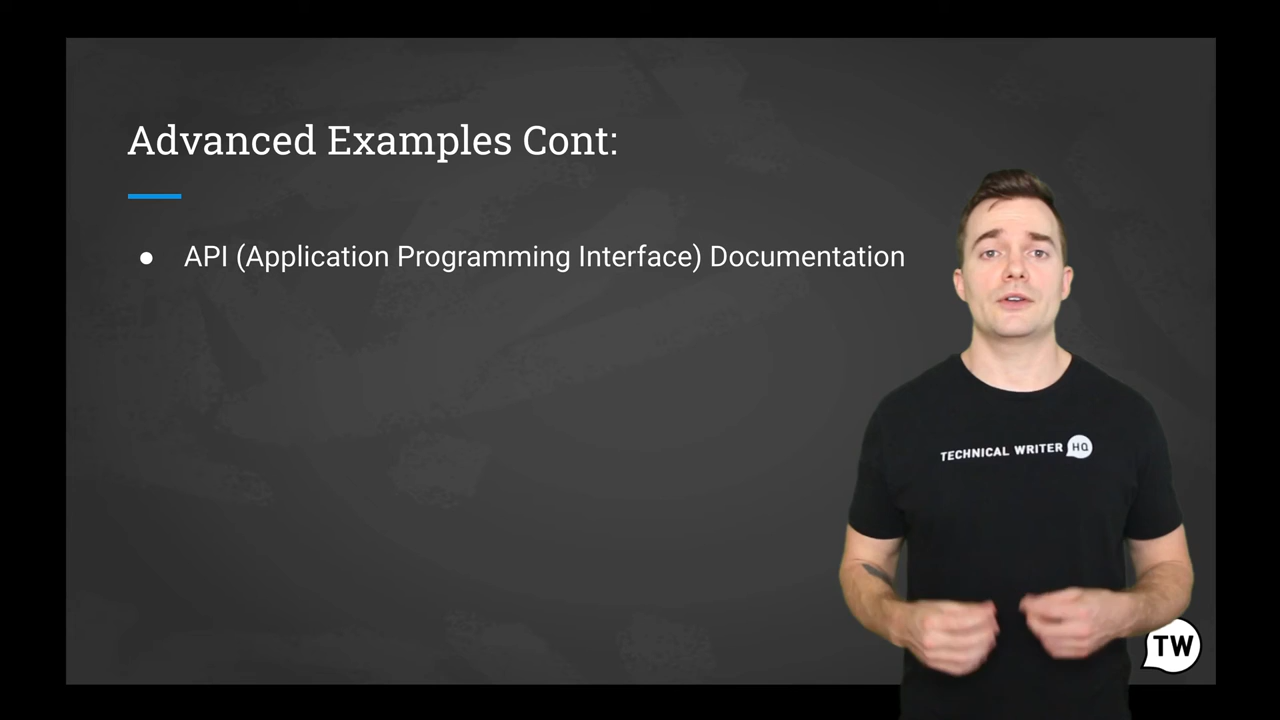 Advanced Examples Cont:
● API (Application Programming Interface) Documentation
TECHNICAL WRITER HQ
TW